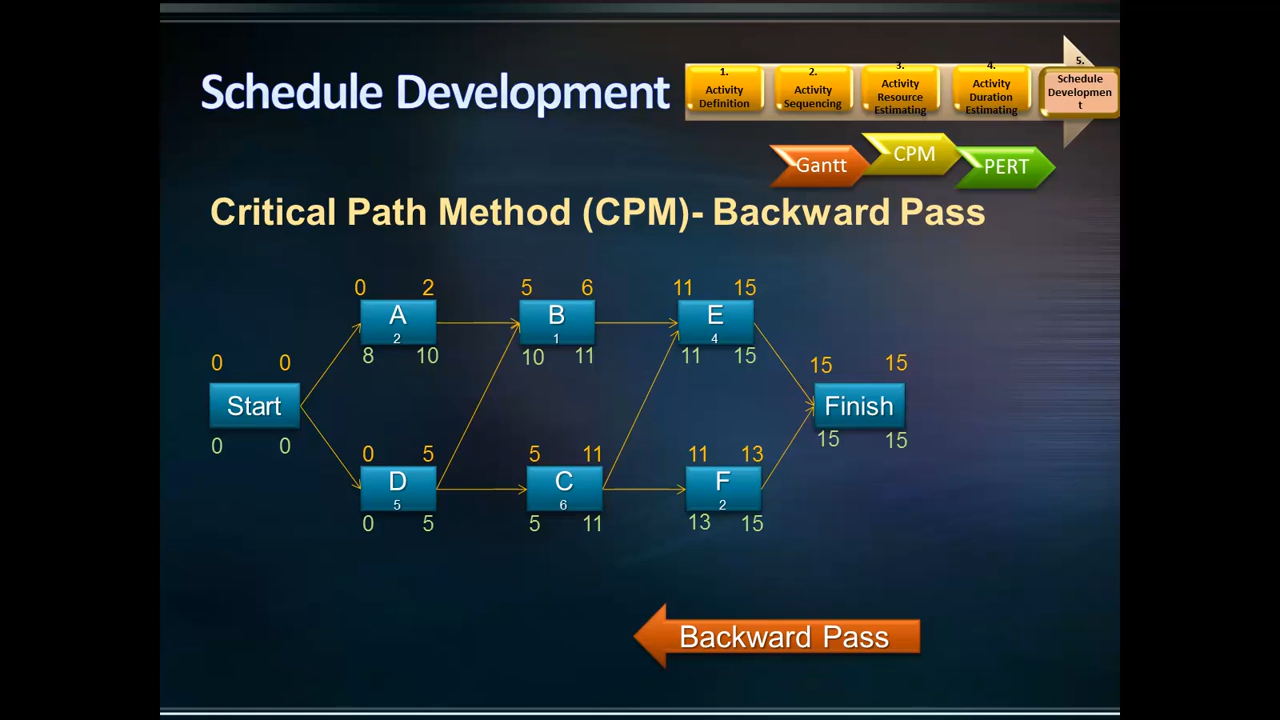 Schedule Development
1.
Activity
Definition
2.
Activity
Sequencing
3.
Activity
Resource
Estimating
4.
Activity
Duration
Estimating
5.
Schedule
Developmen
t
Gantt
CPM
PERT
Critical Path Method (CPM)- Backward Pass
0 2
A
2
8 10
5 6
B
1
10 11
11 15
E
4
11 15
0 0
Start
0 0
15 15
Finish
15 15
0 5
D
5
0 5
5 11
C
6
5 11
11 13
F
2
13 15
Backward Pass